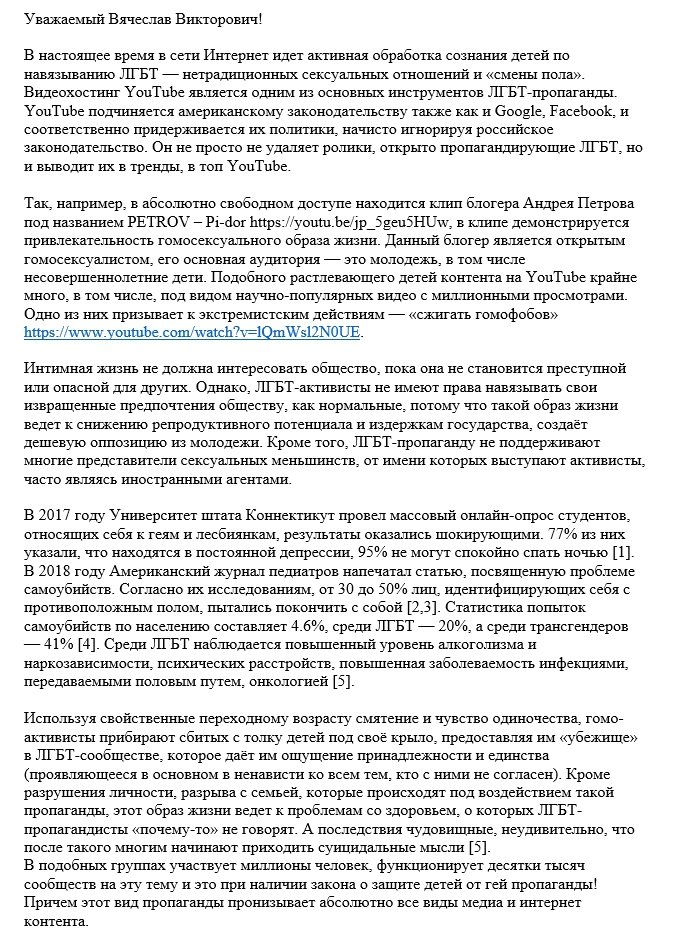 Уважаемый Вячеслав Викторович!
В настоящее время в сети Интернет идет активная обработка сознания детей по
навязыванию ЛГБТ — нетрадиционных сексуальных отношений и «смены пола».
Видеохостинг YouTube является одним из основных инструментов ЛГБТ-пропаганды.
YouTube подчиняется американскому законодательству также как и Google, Facebook, и
соответственно придерживается их политики, начисто игнорируя российское
законодательство. Он не просто не удаляет ролики, открыто пропагандирующие ЛГБТ, но
и выводит их в тренды, в топ YouTube.
Так, например, в абсолютно свободном доступе находится клип блогера Андрея Петрова
под названием PETROV – Pi-dor https://youtu.be/jp_5geu5HUw, в клипе демонстрируется
привлекательность гомосексуального образа жизни. Данный блогер является открытым
гомосексуалистом, его основная аудитория — это молодежь, в том числе
несовершеннолетние дети. Подобного растлевающего детей контента на YouTube крайне
много, в том числе, под видом научно-популярных видео с миллионными просмотрами.
Одно из них призывает к экстремистским действиям — «сжигать гомофобов»
https://www.youtube.com/watch?v=lQmWsl2N0UE.
Интимная жизнь не должна интересовать общество, пока она не становится преступной
или опасной для других. Однако, ЛГБТ-активисты не имеют права навязывать свои
извращенные предпочтения обществу, как нормальные, потому что такой образ жизни
ведет к снижению репродуктивного потенциала и издержкам государства, создаёт
дешевую оппозицию из молодежи. Кроме того, ЛГБТ-пропаганду не поддерживают
многие представители сексуальных меньшинств, от имени которых выступают активисты,
часто являясь иностранными агентами.
В 2017 году Университет штата Коннектикут провел массовый онлайн-опрос студентов,
относящих себя к геям и лесбиянкам, результаты оказались шокирующими. 77% из них
указали, что находятся в постоянной депрессии, 95% не могут спокойно спать ночью [1].
В 2018 году Американский журнал педиатров напечатал статью, посвященную проблеме
самоубийств. Согласно их исследованиям, от 30 до 50% лиц, идентифицирующих себя с
противоположным полом, пытались покончить с собой [2,3]. Статистика попыток
самоубийств по населению составляет 4.6%, среди ЛГБТ — 20%, а среди трансгендеров
— 41% [4]. Среди ЛГБТ наблюдается повышенный уровень алкоголизма и
наркозависимости, психических расстройств, повышенная заболеваемость инфекциями,
передаваемыми половым путем, онкологией [5].
Используя свойственные переходному возрасту смятение и чувство одиночества, гомо-
активисты прибирают сбитых с толку детей под своё крыло, предоставляя им «убежище»
в ЛГБТ-сообществе, которое даёт им ощущение принадлежности и единства
(проявляющееся в основном в ненависти ко всем тем, кто с ними не согласен). Кроме
разрушения личности, разрыва с семьей, которые происходят под воздействием такой
пропаганды, этот образ жизни ведет к проблемам со здоровьем, о которых ЛГБТ-
пропагандисты «почему-то» не говорят. А последствия чудовищные, неудивительно, что
после такого многим начинают приходить суицидальные мысли [5].
В подобных группах участвует миллионы человек, функционирует десятки тысяч
сообществ на эту тему и это при наличии закона о защите детей от гей пропаганды!
Причем этот вид пропаганды пронизывает абсолютно все виды медиа и интернет
контента.